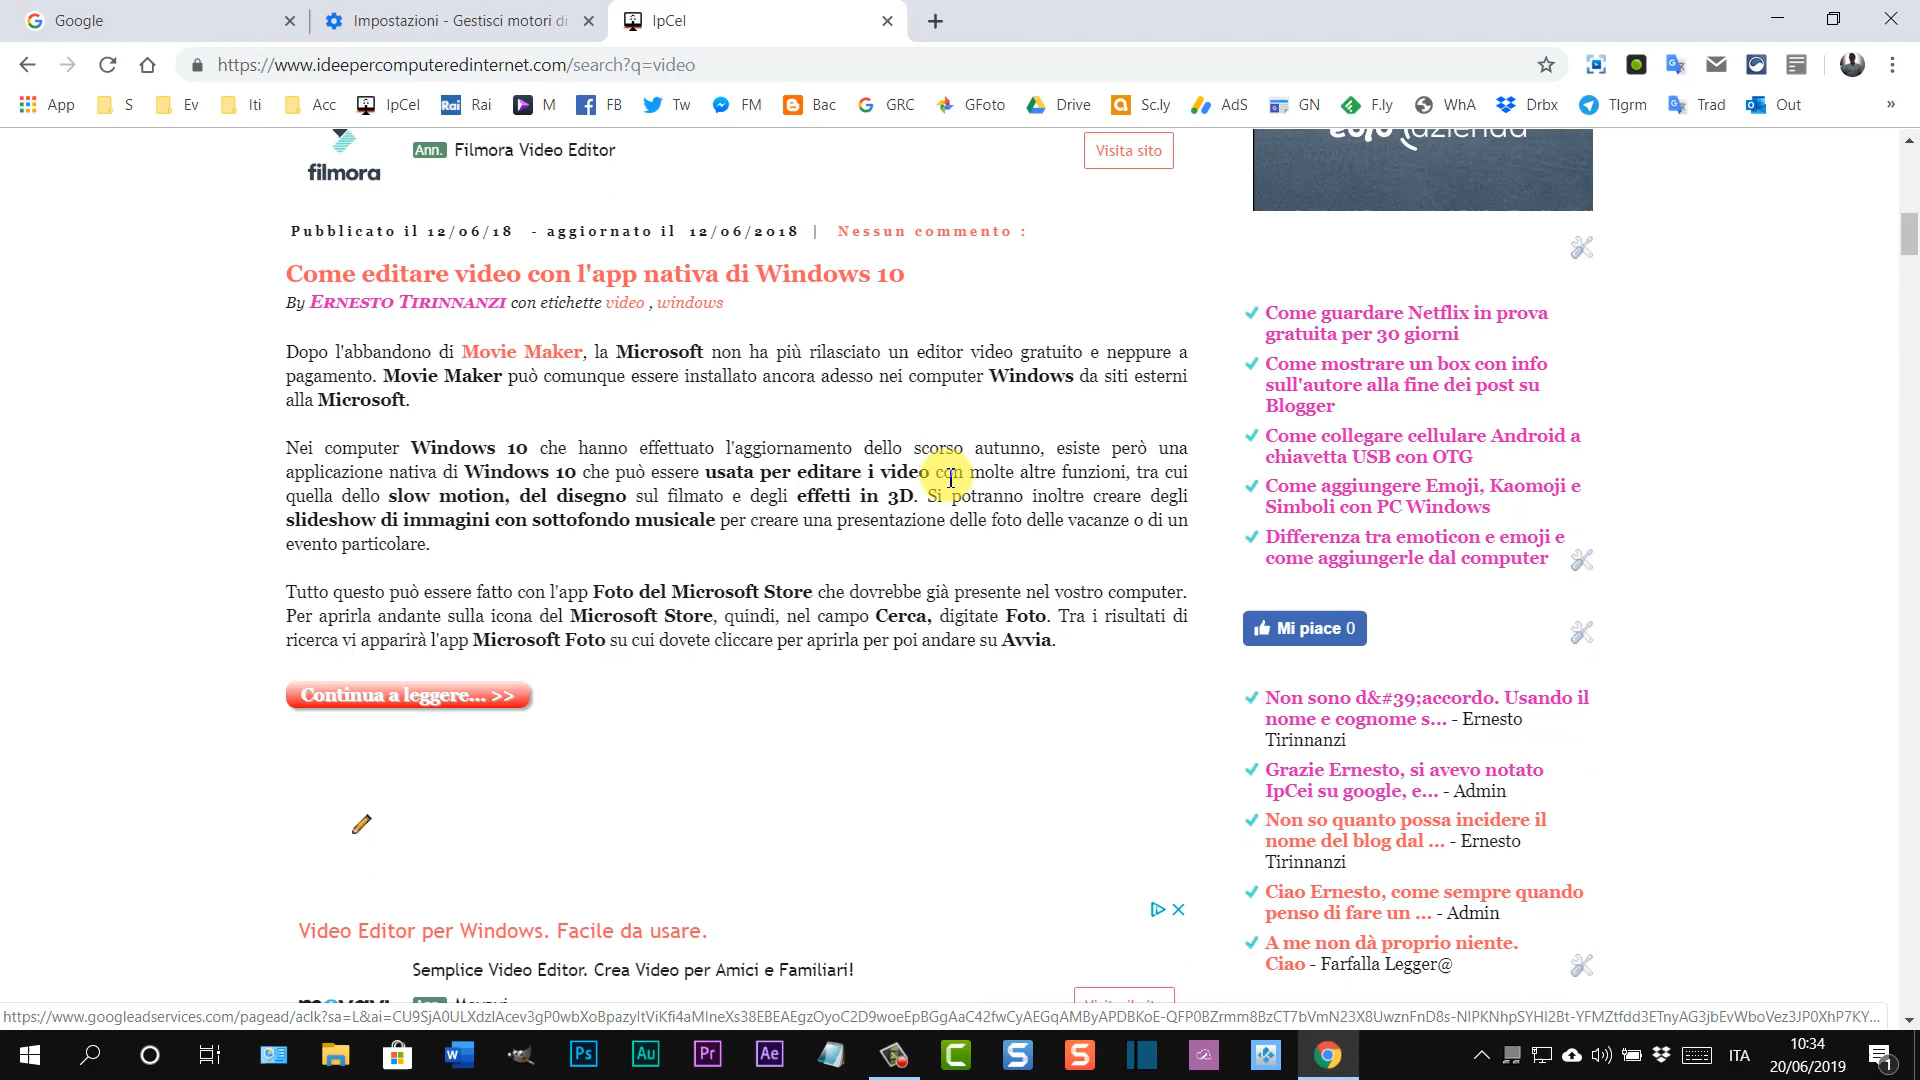 Google
Impostazioni - Gestisci motori di
IpCel
https://www.ideepercomputeredinternet.com/search?q=video
App S Ev Iti Acc IpCel Rai M FB Tw FM Bac GRC GFoto Drive Sc.ly AdS GN F.ly WhA Drbx Tlgrm Trad Out »
filmora
Ann. Filmora Video Editor
Visita sito
Pubblicato il 12/06/18 - aggiornato il 12/06/2018 | Nessun commento :
Come editare video con l'app nativa di Windows 10
By Ernesto Tirinnanzi con etichette video , windows
Dopo l'abbandono di Movie Maker, la Microsoft non ha più rilasciato un editor video gratuito e neppure a
pagamento. Movie Maker può comunque essere installato ancora adesso nei computer Windows da siti esterni
alla Microsoft.
Nei computer Windows 10 che hanno effettuato l'aggiornamento dello scorso autunno, esiste però una
applicazione nativa di Windows 10 che può essere usata per editare i video con molte altre funzioni, tra cui
quella dello slow motion, del disegno sul filmato e degli effetti in 3D. Si potranno inoltre creare degli
slideshow di immagini con sottofondo musicale per creare una presentazione delle foto delle vacanze o di un
evento particolare.
Tutto questo può essere fatto con l'app Foto del Microsoft Store che dovrebbe già presente nel vostro computer.
Per aprirla andante sulla icona del Microsoft Store, quindi, nel campo Cerca, digitate Foto. Tra i risultati di
ricerca vi apparirà l'app Microsoft Foto su cui dovete cliccare per aprirla per poi andare su Avvia.
Continua a leggere... >>
Video Editor per Windows. Facile da usare.
Semplice Video Editor. Crea Video per Amici e Familiari!
Come guardare Netflix in prova
gratuita per 30 giorni
Come mostrare un box con info
sull'autore alla fine dei post su
Blogger
Come collegare cellulare Android a
chiavetta USB con OTG
Come aggiungere Emoji, Kaomoji e
Simboli con PC Windows
Differenza tra emoticon e emoji e
come aggiungerle dal computer
Mi piace 0
Non sono d&#39;accordo. Usando il
nome e cognome s... - Ernesto
Tirinnanzi
Grazie Ernesto, si avevo notato
IpCei su google, e... - Admin
Non so quanto possa incidere il
nome del blog dal ... - Ernesto
Tirinnanzi
Ciao Ernesto, come sempre quando
penso di fare un ... - Admin
A me non dà proprio niente.
Ciao - Farfalla Legger@
Ps Au Pr Ae
ITA
10:34
20/06/2019
1